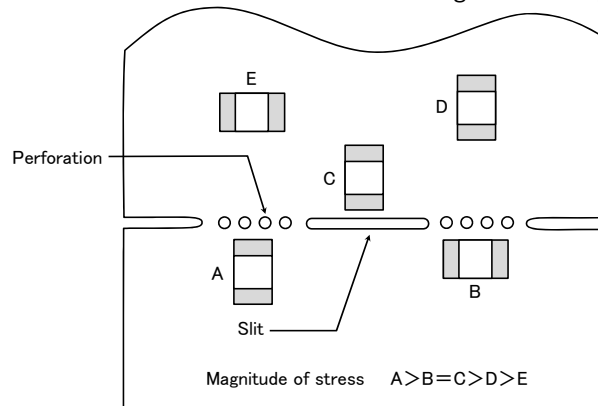 E
D
Perforation
C
A
B
Slit
Magnitude of stress A＞B＝C＞D＞E